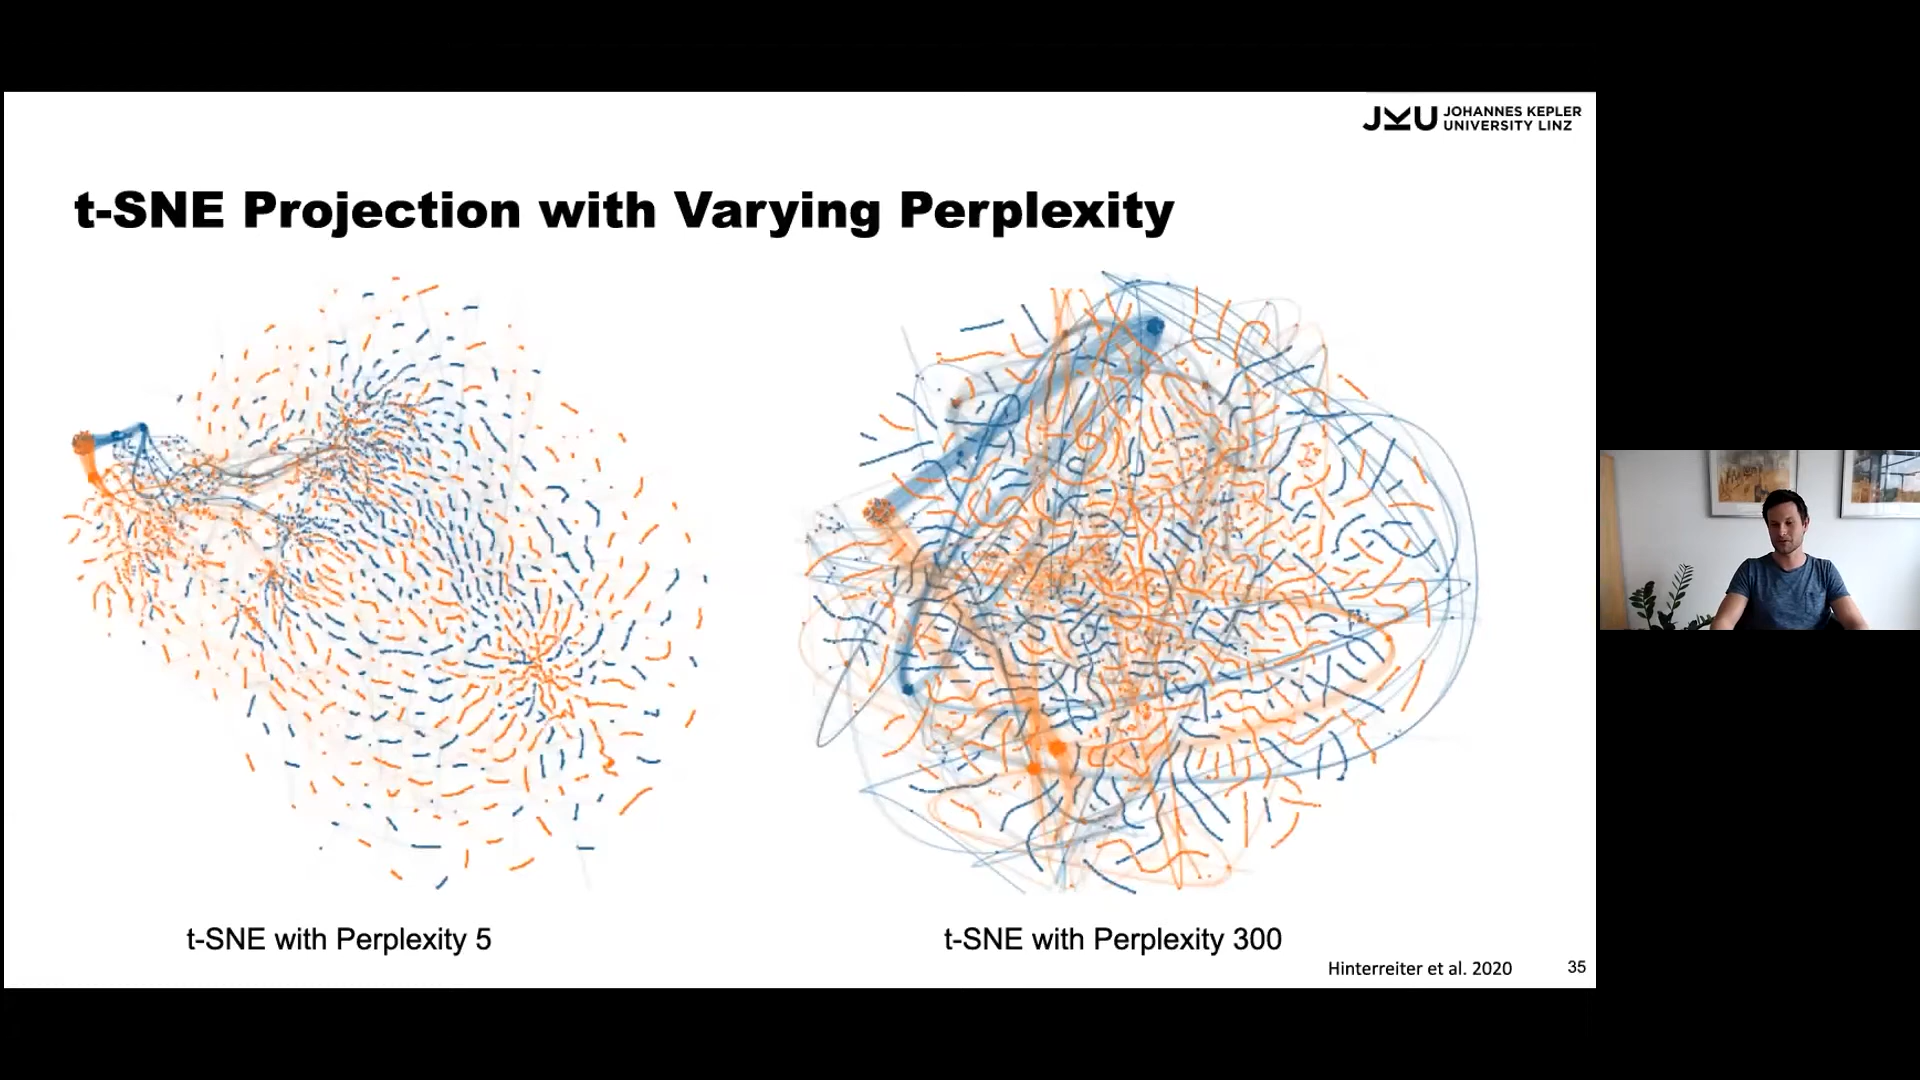 JKU JOHANNES KEPLER
UNIVERSITY LINZ
t-SNE Projection with Varying Perplexity
t-SNE with Perplexity 5
t-SNE with Perplexity 300
Hinterreiter et al. 2020
35